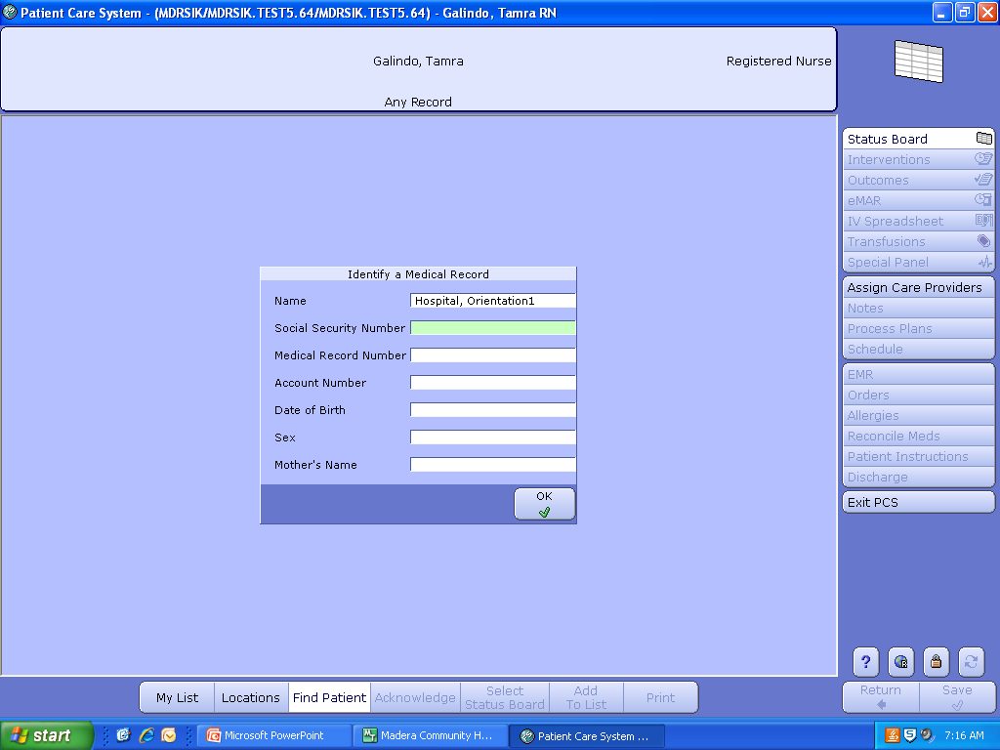 Patient Care System - (MDRSIK/MDRSIK.TEST5.64/MDRSIK.TEST5.64) - Galindo, Tamra RN
Galindo, Tamra
Registered Nurse
Any Record
Identify a Medical Record
Name Hospital, Orientation1
Social Security Number
Medical Record Number
Account Number
Date of Birth
Sex
Mother's Name
OK
Status Board
Interventions
Outcomes
eMAR
IV Spreadsheet
Transfusions
Special Panel
Assign Care Providers
Notes
Process Plans
Schedule
EMR
Orders
Allergies
Reconcile Meds
Patient Instructions
Discharge
Exit PCS
?
Return
Save
My List
Locations
Find Patient
Acknowledge
Select
Status Board
Add
To List
Print
start
Microsoft PowerPoint
Madera Community H...
Patient Care System ...
7:16 AM